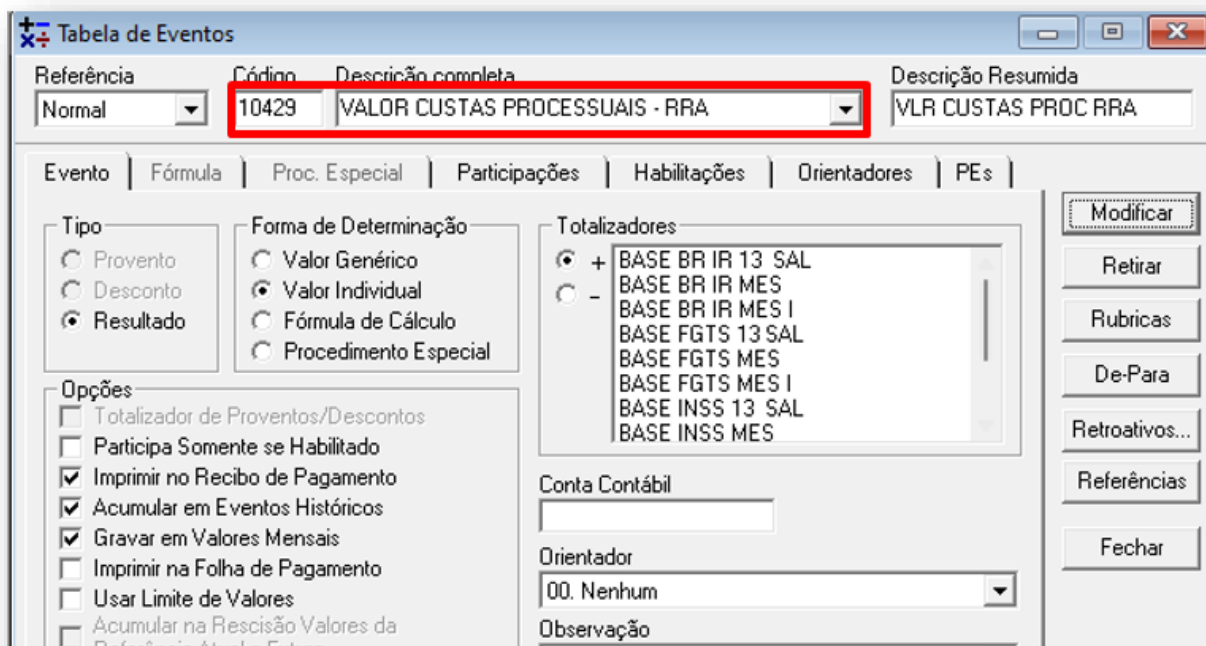 Tabela de Eventos
Referência Código Descrição completa Descrição Resumida
Normal 10429 VALOR CUSTAS PROCESSUAIS - RRA VLR CUSTAS PROC RRA
Evento Fórmula Proc. Especial Participações Habilitações Orientadores PEs
Modificar
Retirar
Rubricas
De-Para
Retroativos...
Referências
Fechar
Tipo
Provento
Desconto
Resultado
Forma de Determinação
Valor Genérico
Valor Individual
Fórmula de Cálculo
Procedimento Especial
Totalizadores
+
-
BASE BR IR 13 SAL
BASE BR IR MES
BASE BR IR MES I
BASE FGTS 13 SAL
BASE FGTS MES
BASE FGTS MES I
BASE INSS 13 SAL
BASE INSS MES
Opções
Totalizador de Proventos/Descontos
Participa Somente se Habilitado
Imprimir no Recibo de Pagamento
Acumular em Eventos Históricos
Gravar em Valores Mensais
Imprimir na Folha de Pagamento
Usar Limite de Valores
Acumular na Rescisão Valores da
Conta Contábil
Orientador
00. Nenhum
Observação